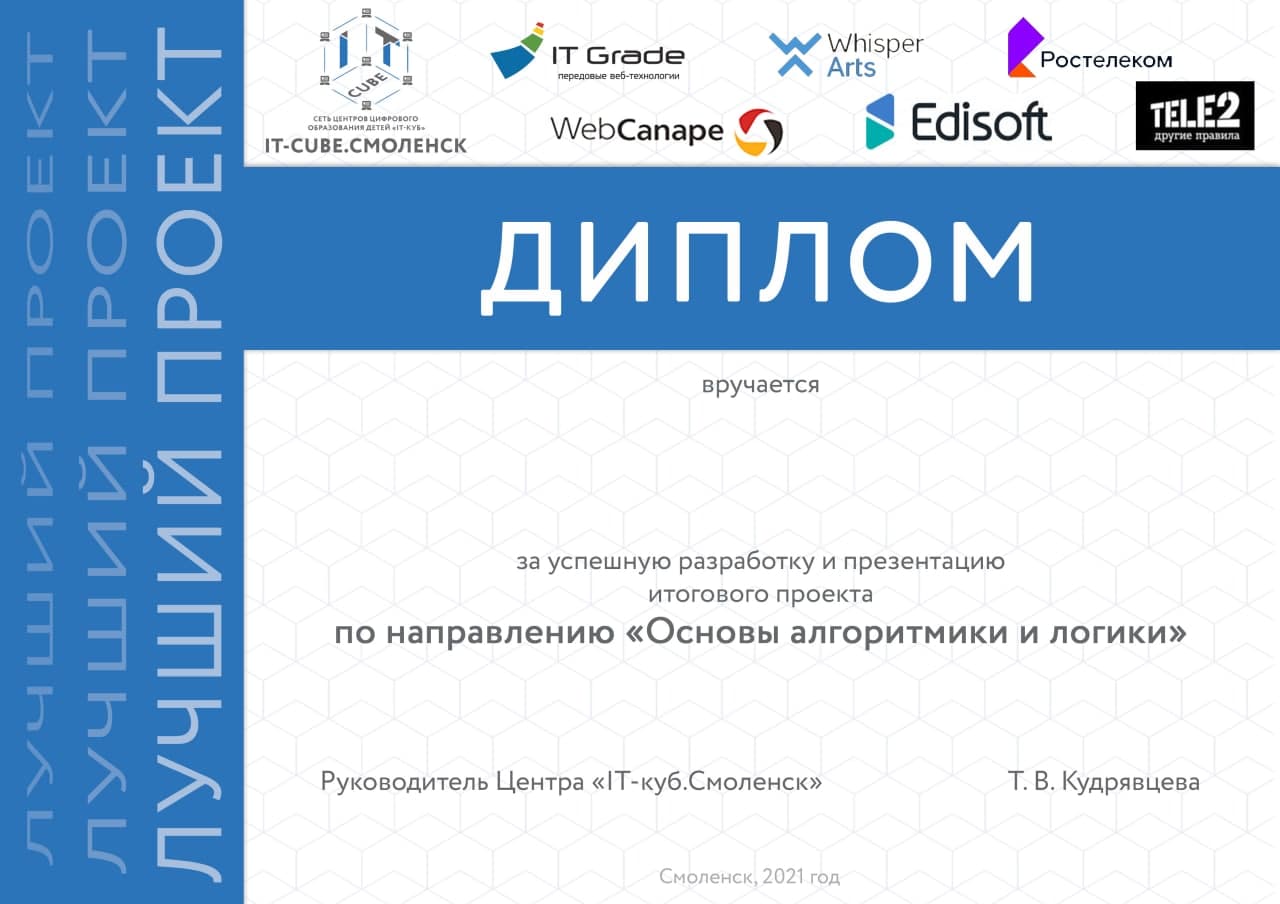 ЛУЧШИЙ ПРОЕКТ
ЛУЧШИЙ ПРОЕКТ
ЛУЧШИЙ ПРОЕКТ
IT
CUBE
СЕТЬ ЦЕНТРОВ ЦИФРОВОГО
ОБРАЗОВАНИЯ ДЕТЕЙ «IT-КУБ»
IT-CUBE.СМОЛЕНСК
IT Grade
передовые веб-технологии
Whisper
Arts
Ростелеком
WebCanape
Edisoft
TELE2
другие правила
ДИПЛОМ
вручается
за успешную разработку и презентацию
итогового проекта
по направлению «Основы алгоритмики и логики»
Руководитель Центра «IT-куб.Смоленск» Т. В. Кудрявцева
Смоленск, 2021 год